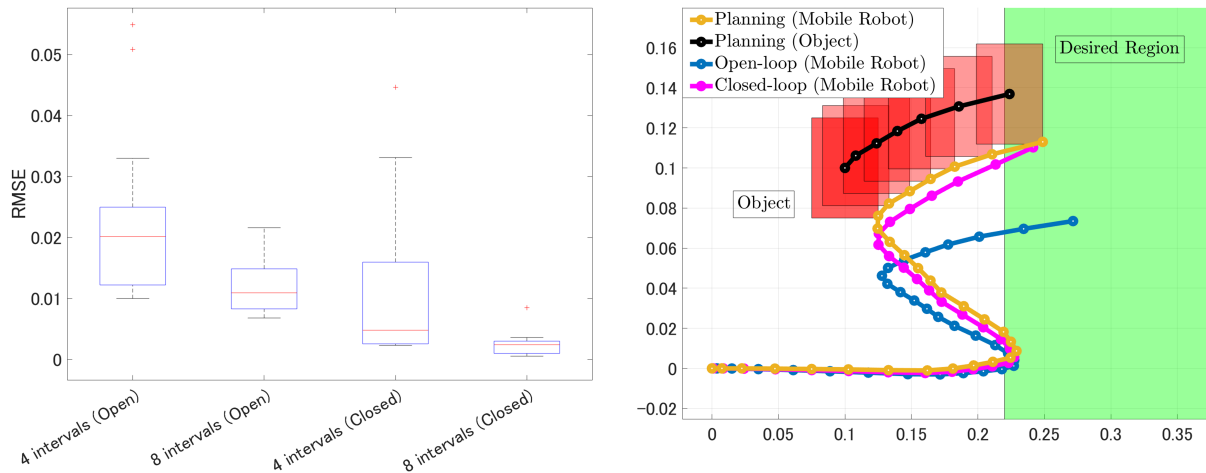 0.05
0.04
0.03
0.02
0.01
0
RMSE
4 intervals (Open)
8 intervals (Open)
4 intervals (Closed)
8 intervals (Closed)
Planning (Mobile Robot)
Planning (Object)
Open-loop (Mobile Robot)
Closed-loop (Mobile Robot)
Desired Region
Object
0.16
0.14
0.12
0.1
0.08
0.06
0.04
0.02
0
-0.02
0
0.05
0.1
0.15
0.2
0.25
0.3
0.35